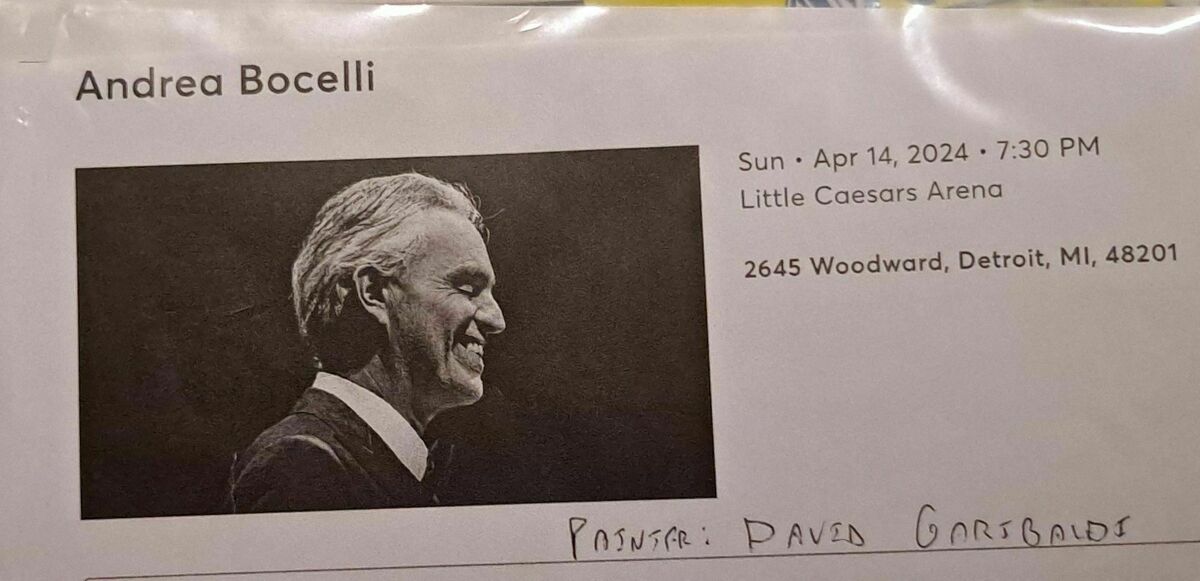 Andrea Bocelli
Sun • Apr 14, 2024 • 7:30 PM
Little Caesars Arena
2645 Woodward, Detroit, MI, 48201
PAINTER: DAVID GARIBALDI